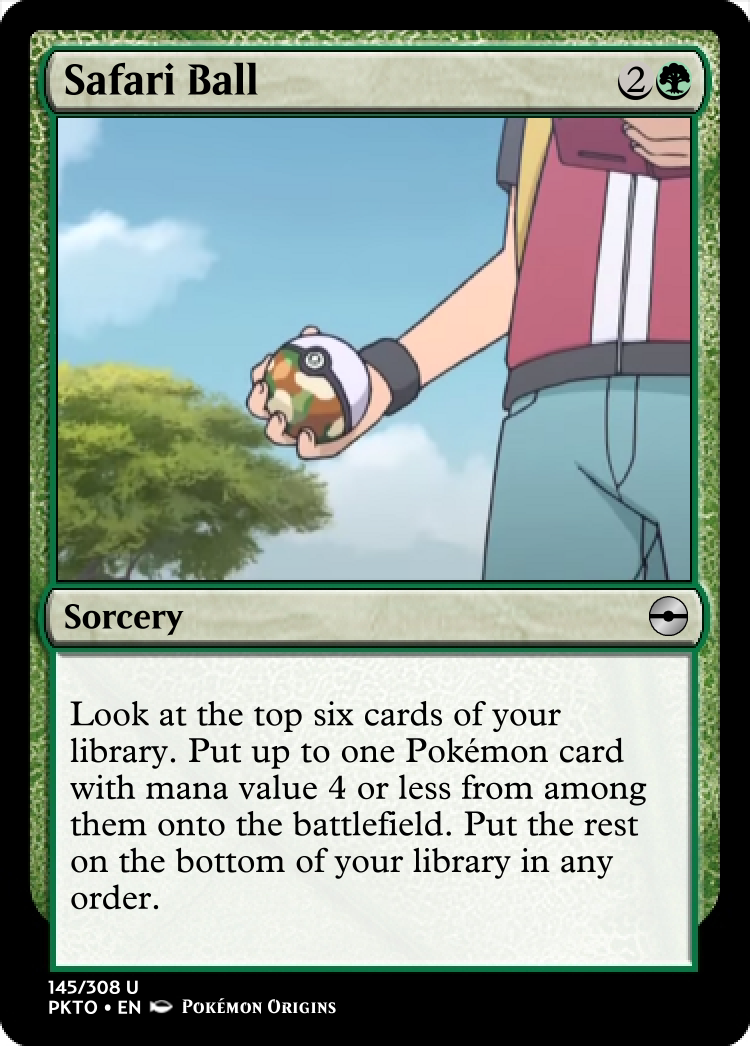 Safari Ball 2
Sorcery
Look at the top six cards of your
library. Put up to one Pokémon card
with mana value 4 or less from among
them onto the battlefield. Put the rest
on the bottom of your library in any
order.
145/308 U
PKTO • EN Pokémon Origins